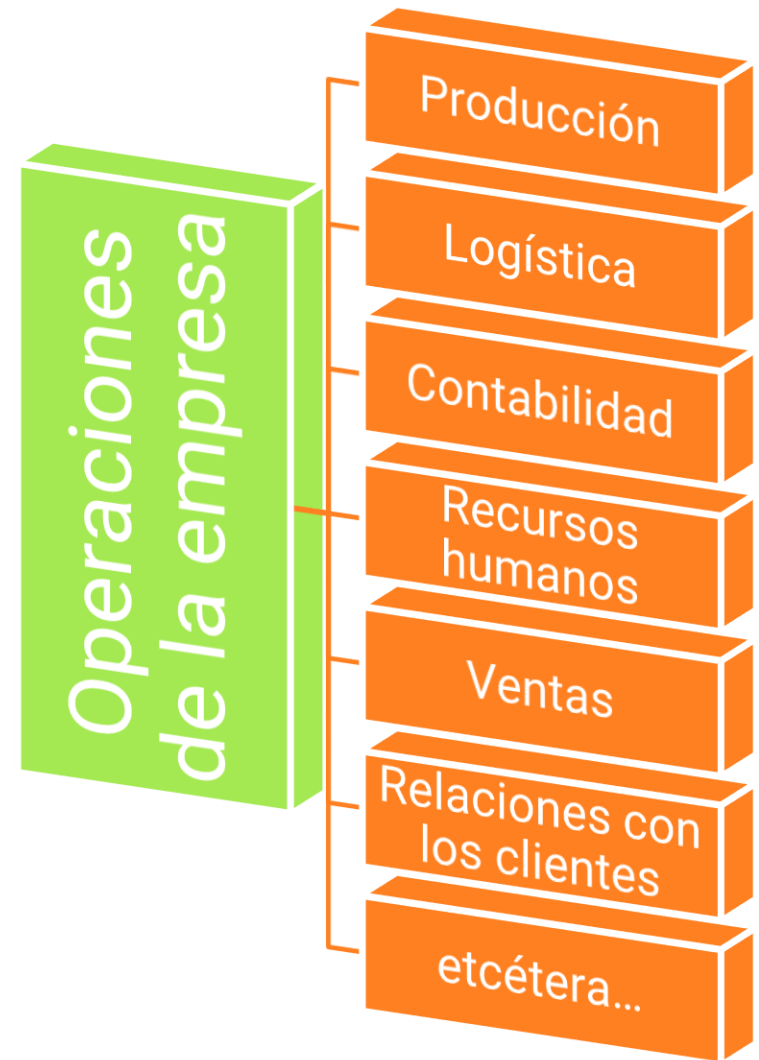 Operaciones
de la empresa
Producción
Logística
Contabilidad
Recursos
humanos
Ventas
Relaciones con
los clientes
etcétera...